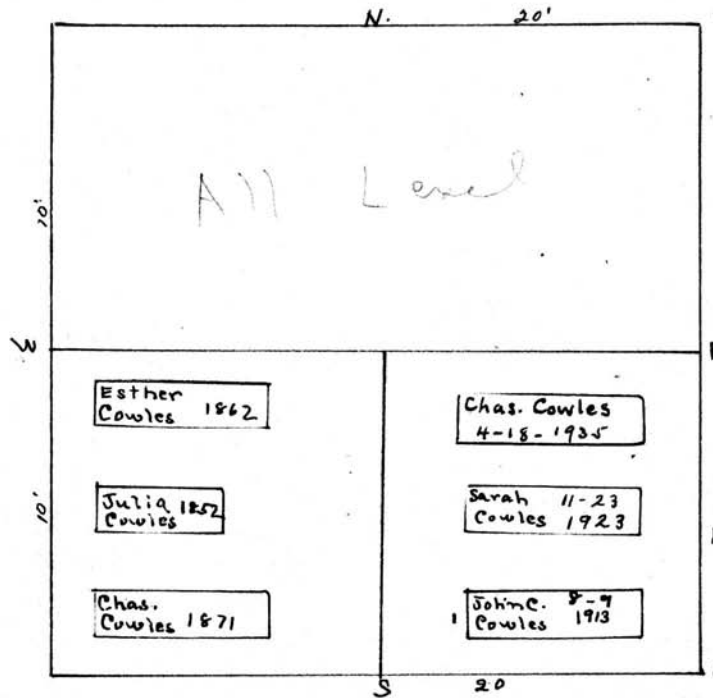 N. 20'
All Level
10'
W
Esther
Cowles 1862
Chas. Cowles
4-18-1935
Julia 1852
Cowles
Sarah 11-23
Cowles 1923
10'
Chas.
Cowles 1871
John C. 8-9
Cowles 1913
S 20